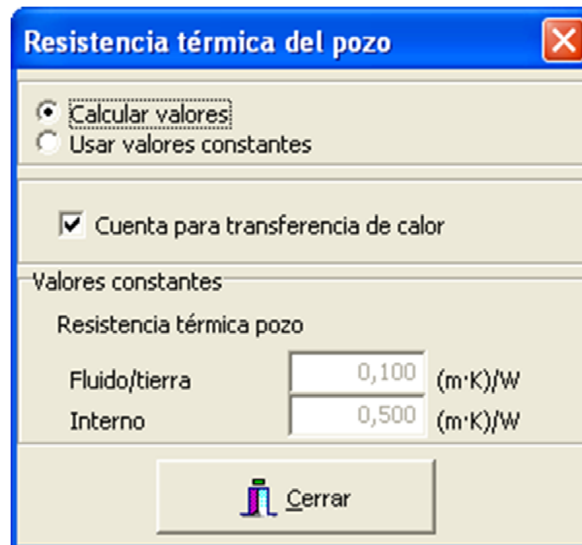 Resistencia térmica del pozo
Calcular valores
Usar valores constantes
Cuenta para transferencia de calor
Valores constantes
Resistencia térmica pozo
Fluido/tierra 0,100 (m·K)/W
Interno 0,500 (m·K)/W
Cerrar